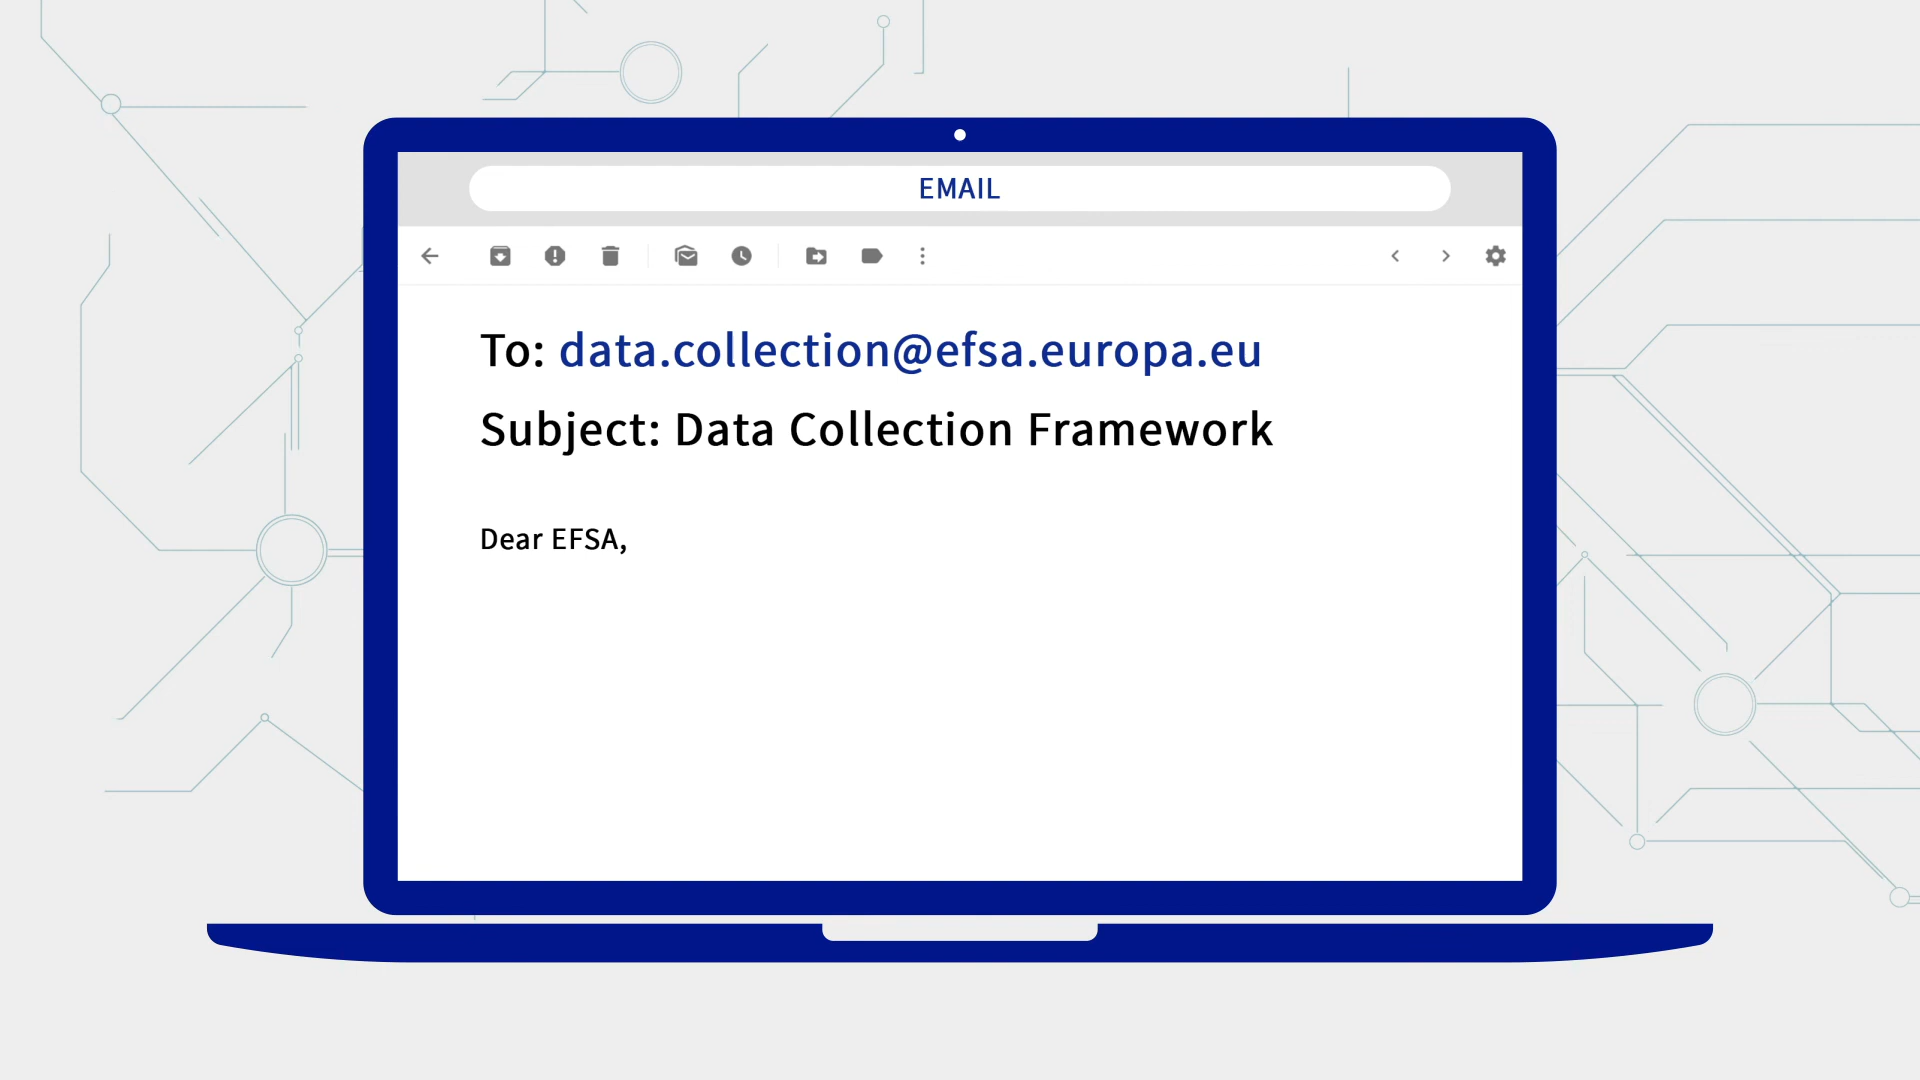 EMAIL
To: data.collection@efsa.europa.eu
Subject: Data Collection Framework
Dear EFSA,